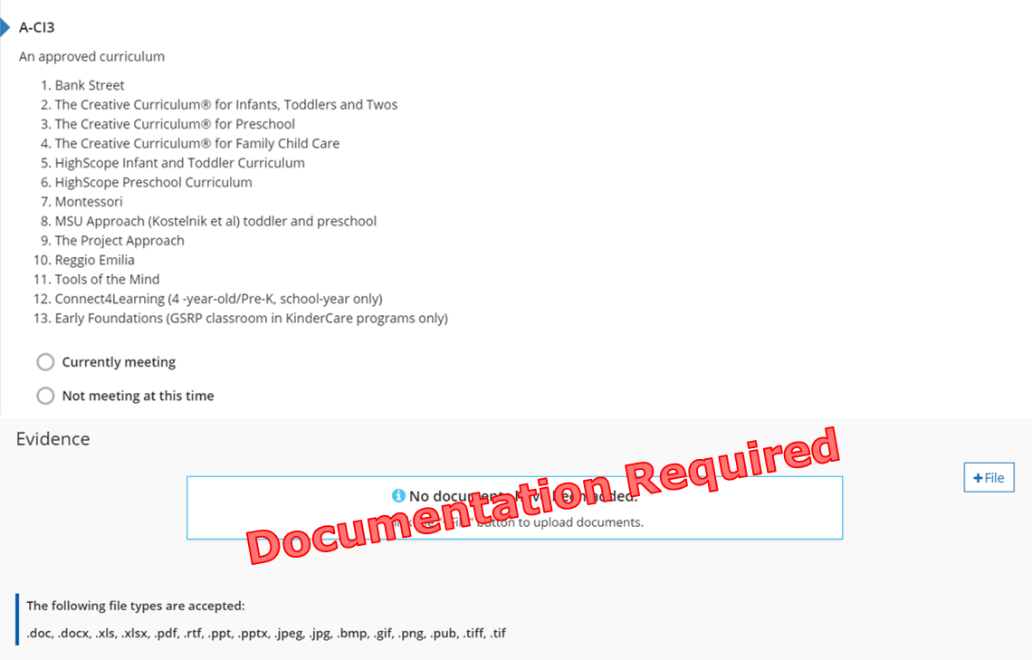 A-CI3
An approved curriculum
1. Bank Street
2. The Creative Curriculum® for Infants, Toddlers and Twos
3. The Creative Curriculum® for Preschool
4. The Creative Curriculum® for Family Child Care
5. HighScope Infant and Toddler Curriculum
6. HighScope Preschool Curriculum
7. Montessori
8. MSU Approach (Kostelnik et al) toddler and preschool
9. The Project Approach
10. Reggio Emilia
11. Tools of the Mind
12. Connect4Learning (4 -year-old/Pre-K, school-year only)
13. Early Foundations (GSRP classroom in KinderCare programs only)
Currently meeting
Not meeting at this time
Evidence
+File
No documents have been added.
button to upload documents.
Documentation Required
The following file types are accepted:
.doc, .docx, .xls, .xlsx, .pdf, .rtf, .ppt, .pptx, .jpeg, .jpg, .bmp, .gif, .png, .pub, .tiff, .tif